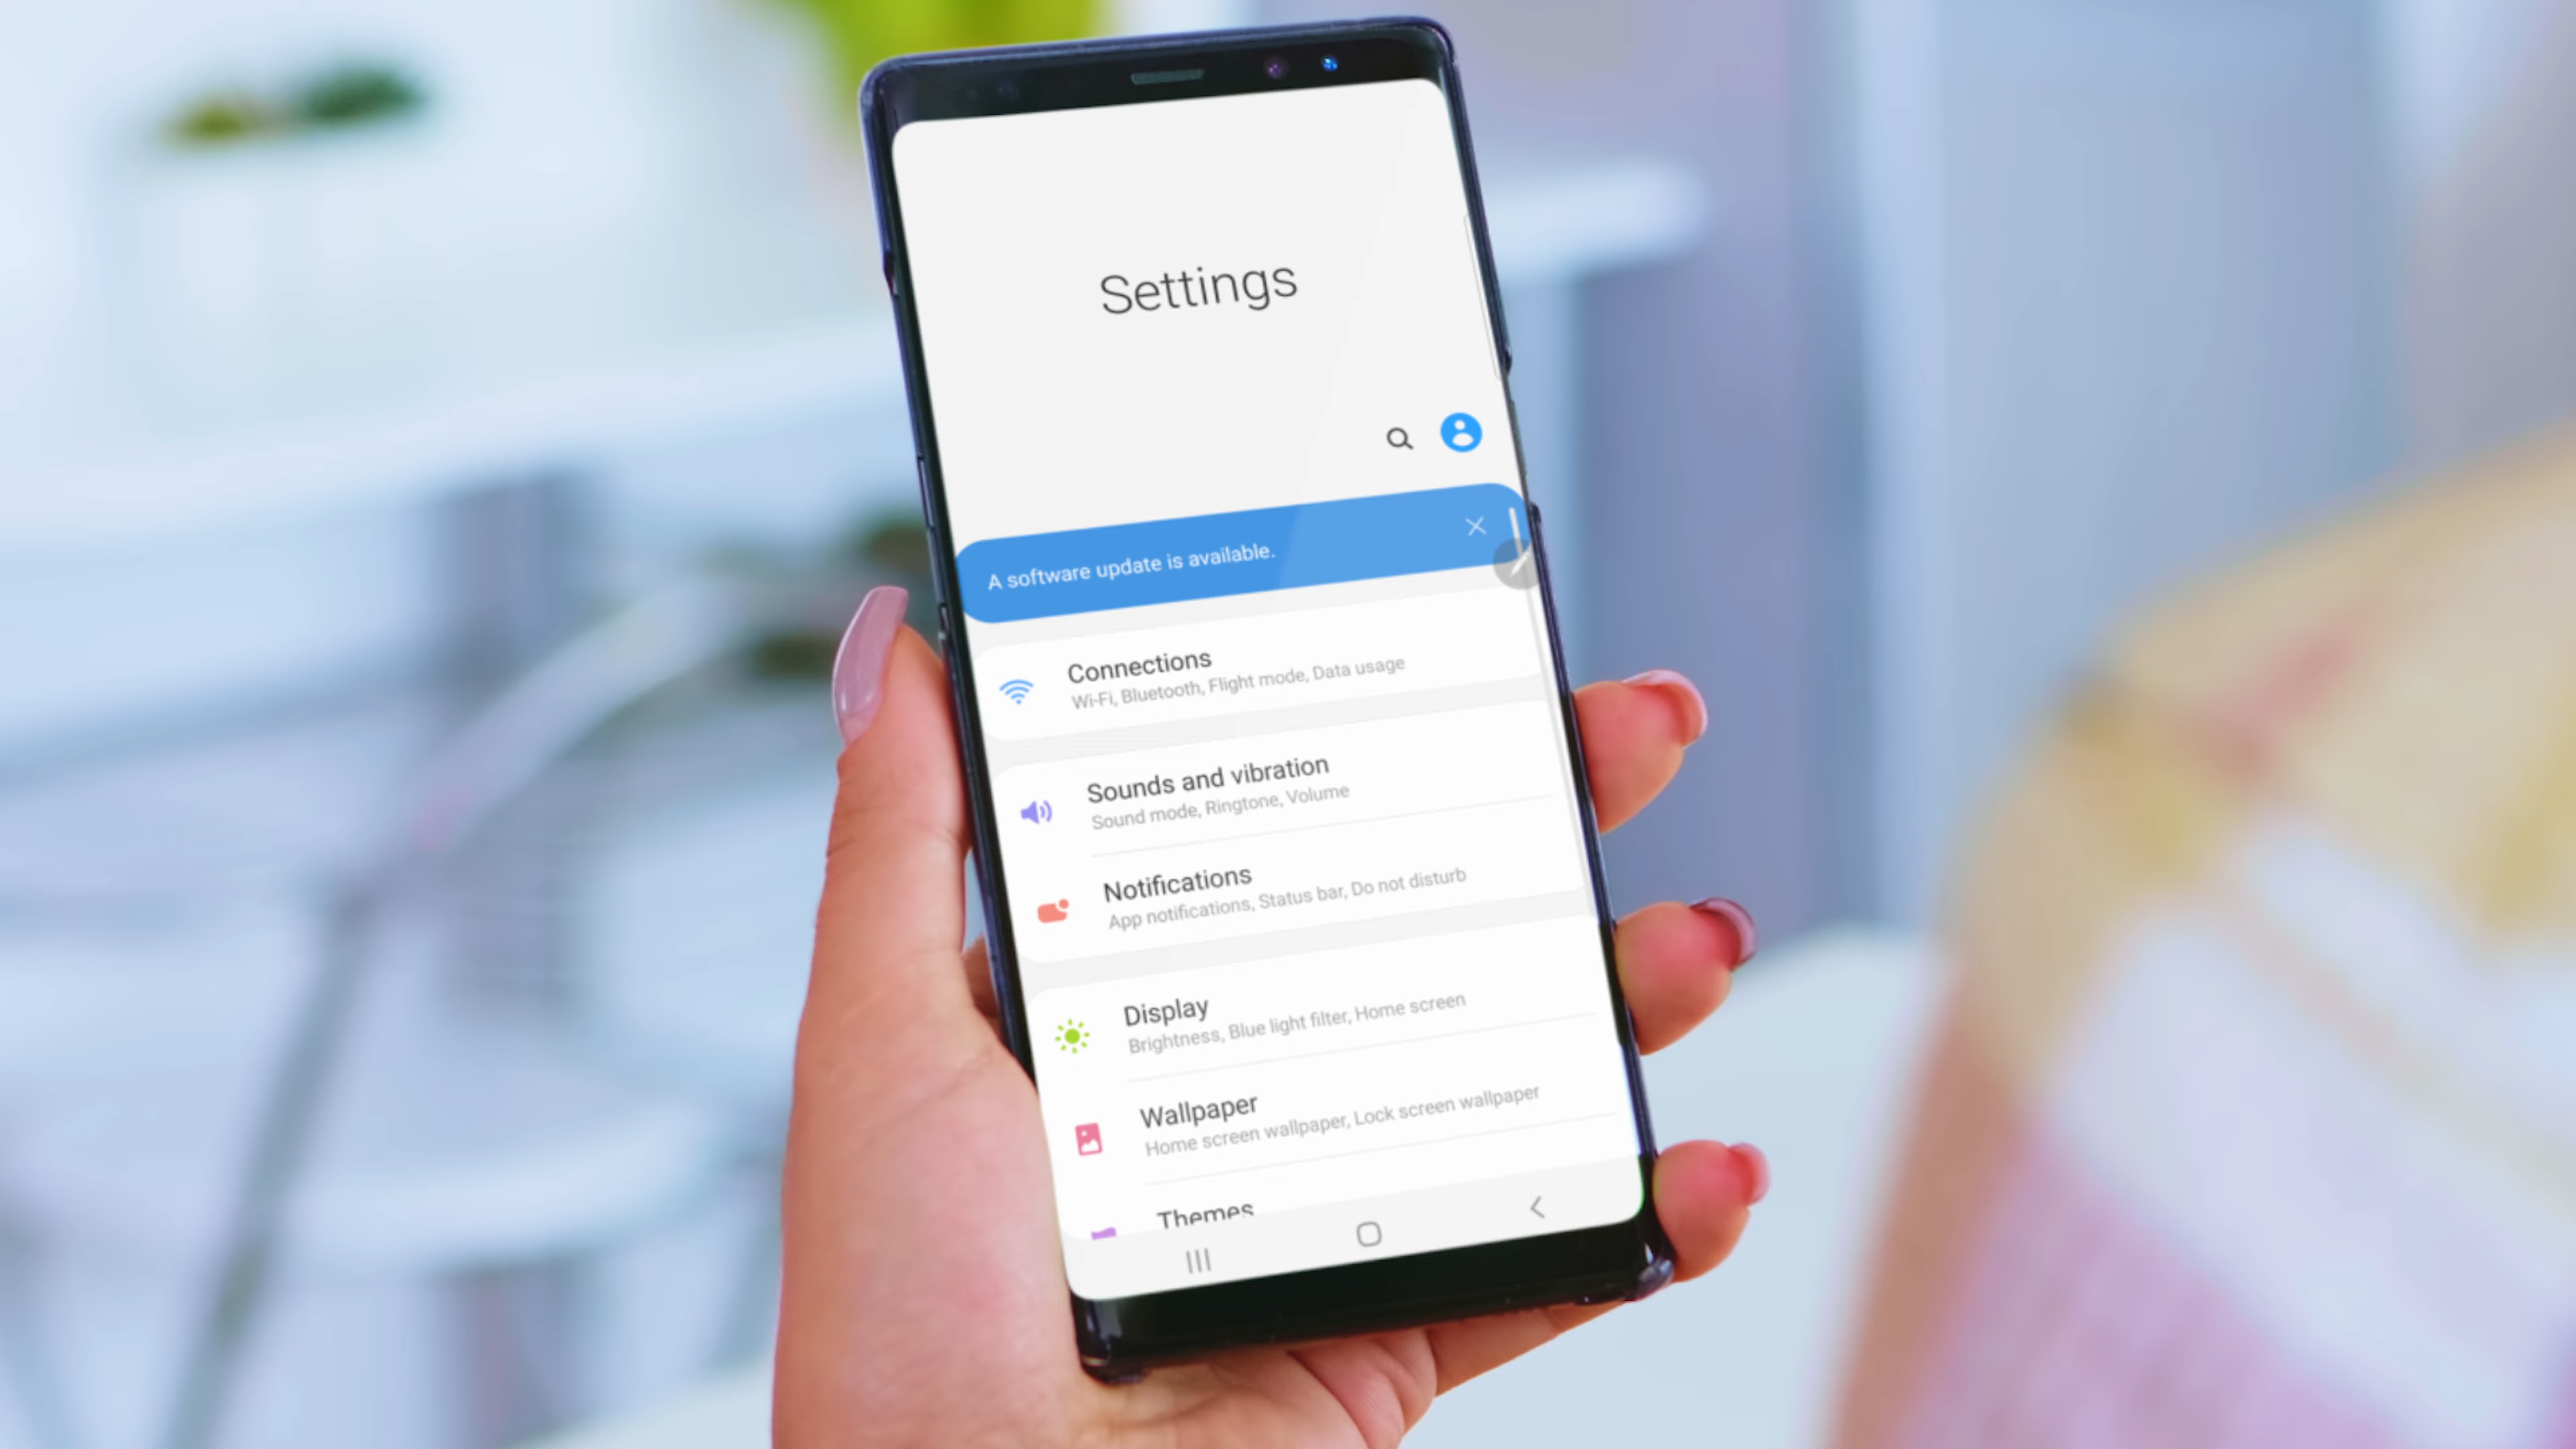 Settings
A software update is available.
Connections
Wi-Fi, Bluetooth, Flight mode, Data usage
Sounds and vibration
Sound mode, Ringtone, Volume
Notifications
App notifications, Status bar, Do not disturb
Display
Brightness, Blue light filter, Home screen
Wallpaper
Home screen wallpaper, Lock screen wallpaper
Themes